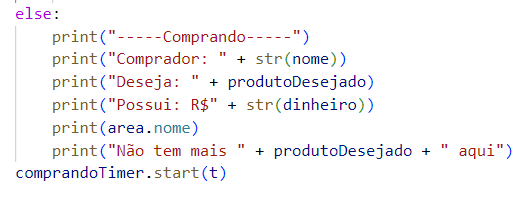 else:
    print("-----Comprando-----")
    print("Comprador: " + str(nome))
    print("Deseja: " + produtoDesejado)
    print("Possui: R$" + str(dinheiro))
    print(area.nome)
    print("Não tem mais " + produtoDesejado + " aqui")
comprandoTimer.start(t)